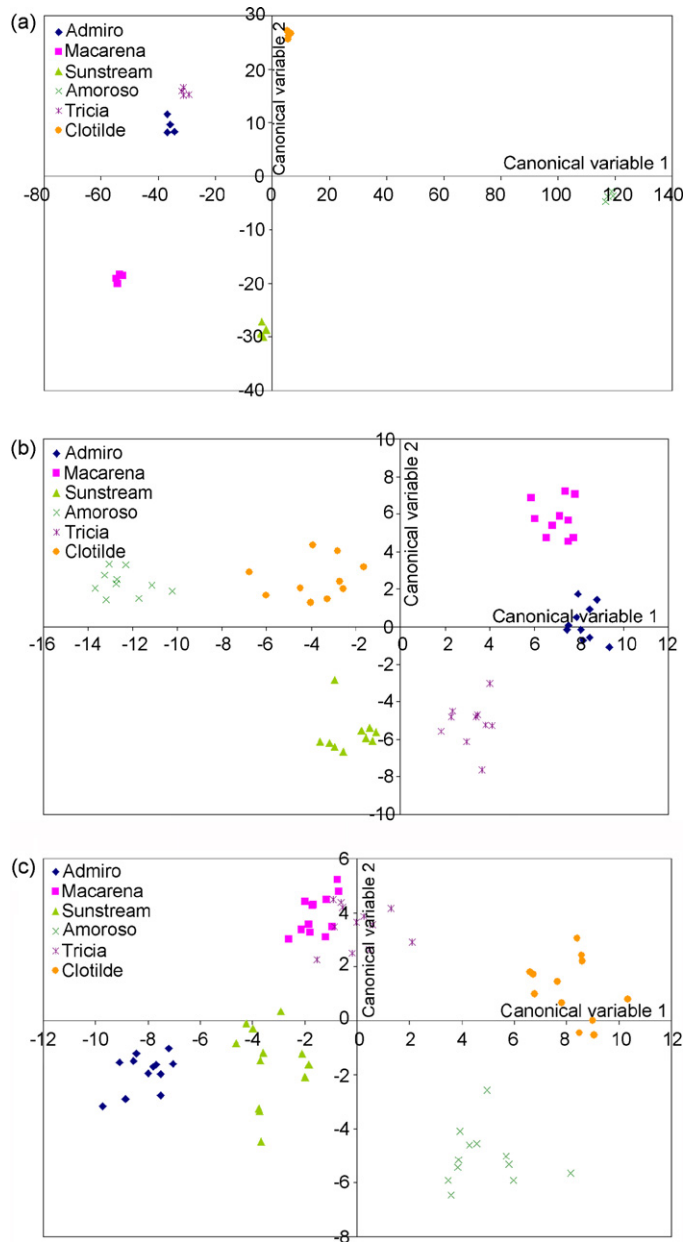 (a)
Admiro
Macarena
Sunstream
Amoroso
Tricia
Clotilde
Canonical variable 2
Canonical variable 1
30
20
10
0
-10
-20
-30
-40
-80 -60 -40 -20 0 20 40 60 80 100 120 140
(b)
Admiro
Macarena
Sunstream
Amoroso
Tricia
Clotilde
Canonical variable 2
Canonical variable 1
10
8
6
4
2
0
-2
-4
-6
-8
-10
-16 -14 -12 -10 -8 -6 -4 -2 0 2 4 6 8 10 12
(c)
Admiro
Macarena
Sunstream
Amoroso
Tricia
Clotilde
Canonical variable 2
Canonical variable 1
6
4
2
0
-2
-4
-6
-8
-12 -10 -8 -6 -4 -2 0 2 4 6 8 10 12